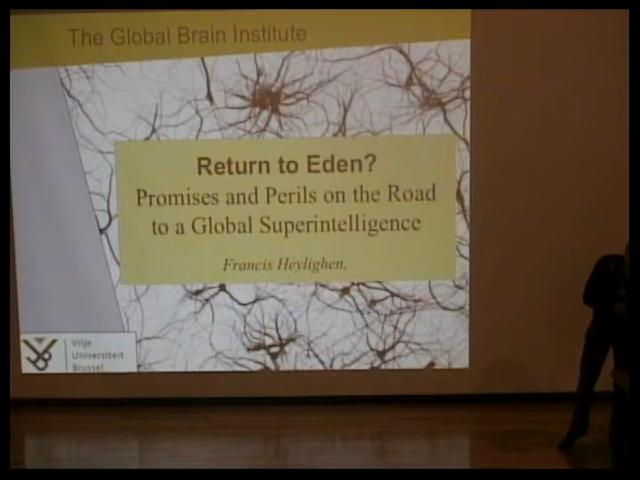 The Global Brain Institute
Return to Eden?
Promises and Perils on the Road
to a Global Superintelligence
Francis Heylighen,
Vrije
Universiteit
Brussel